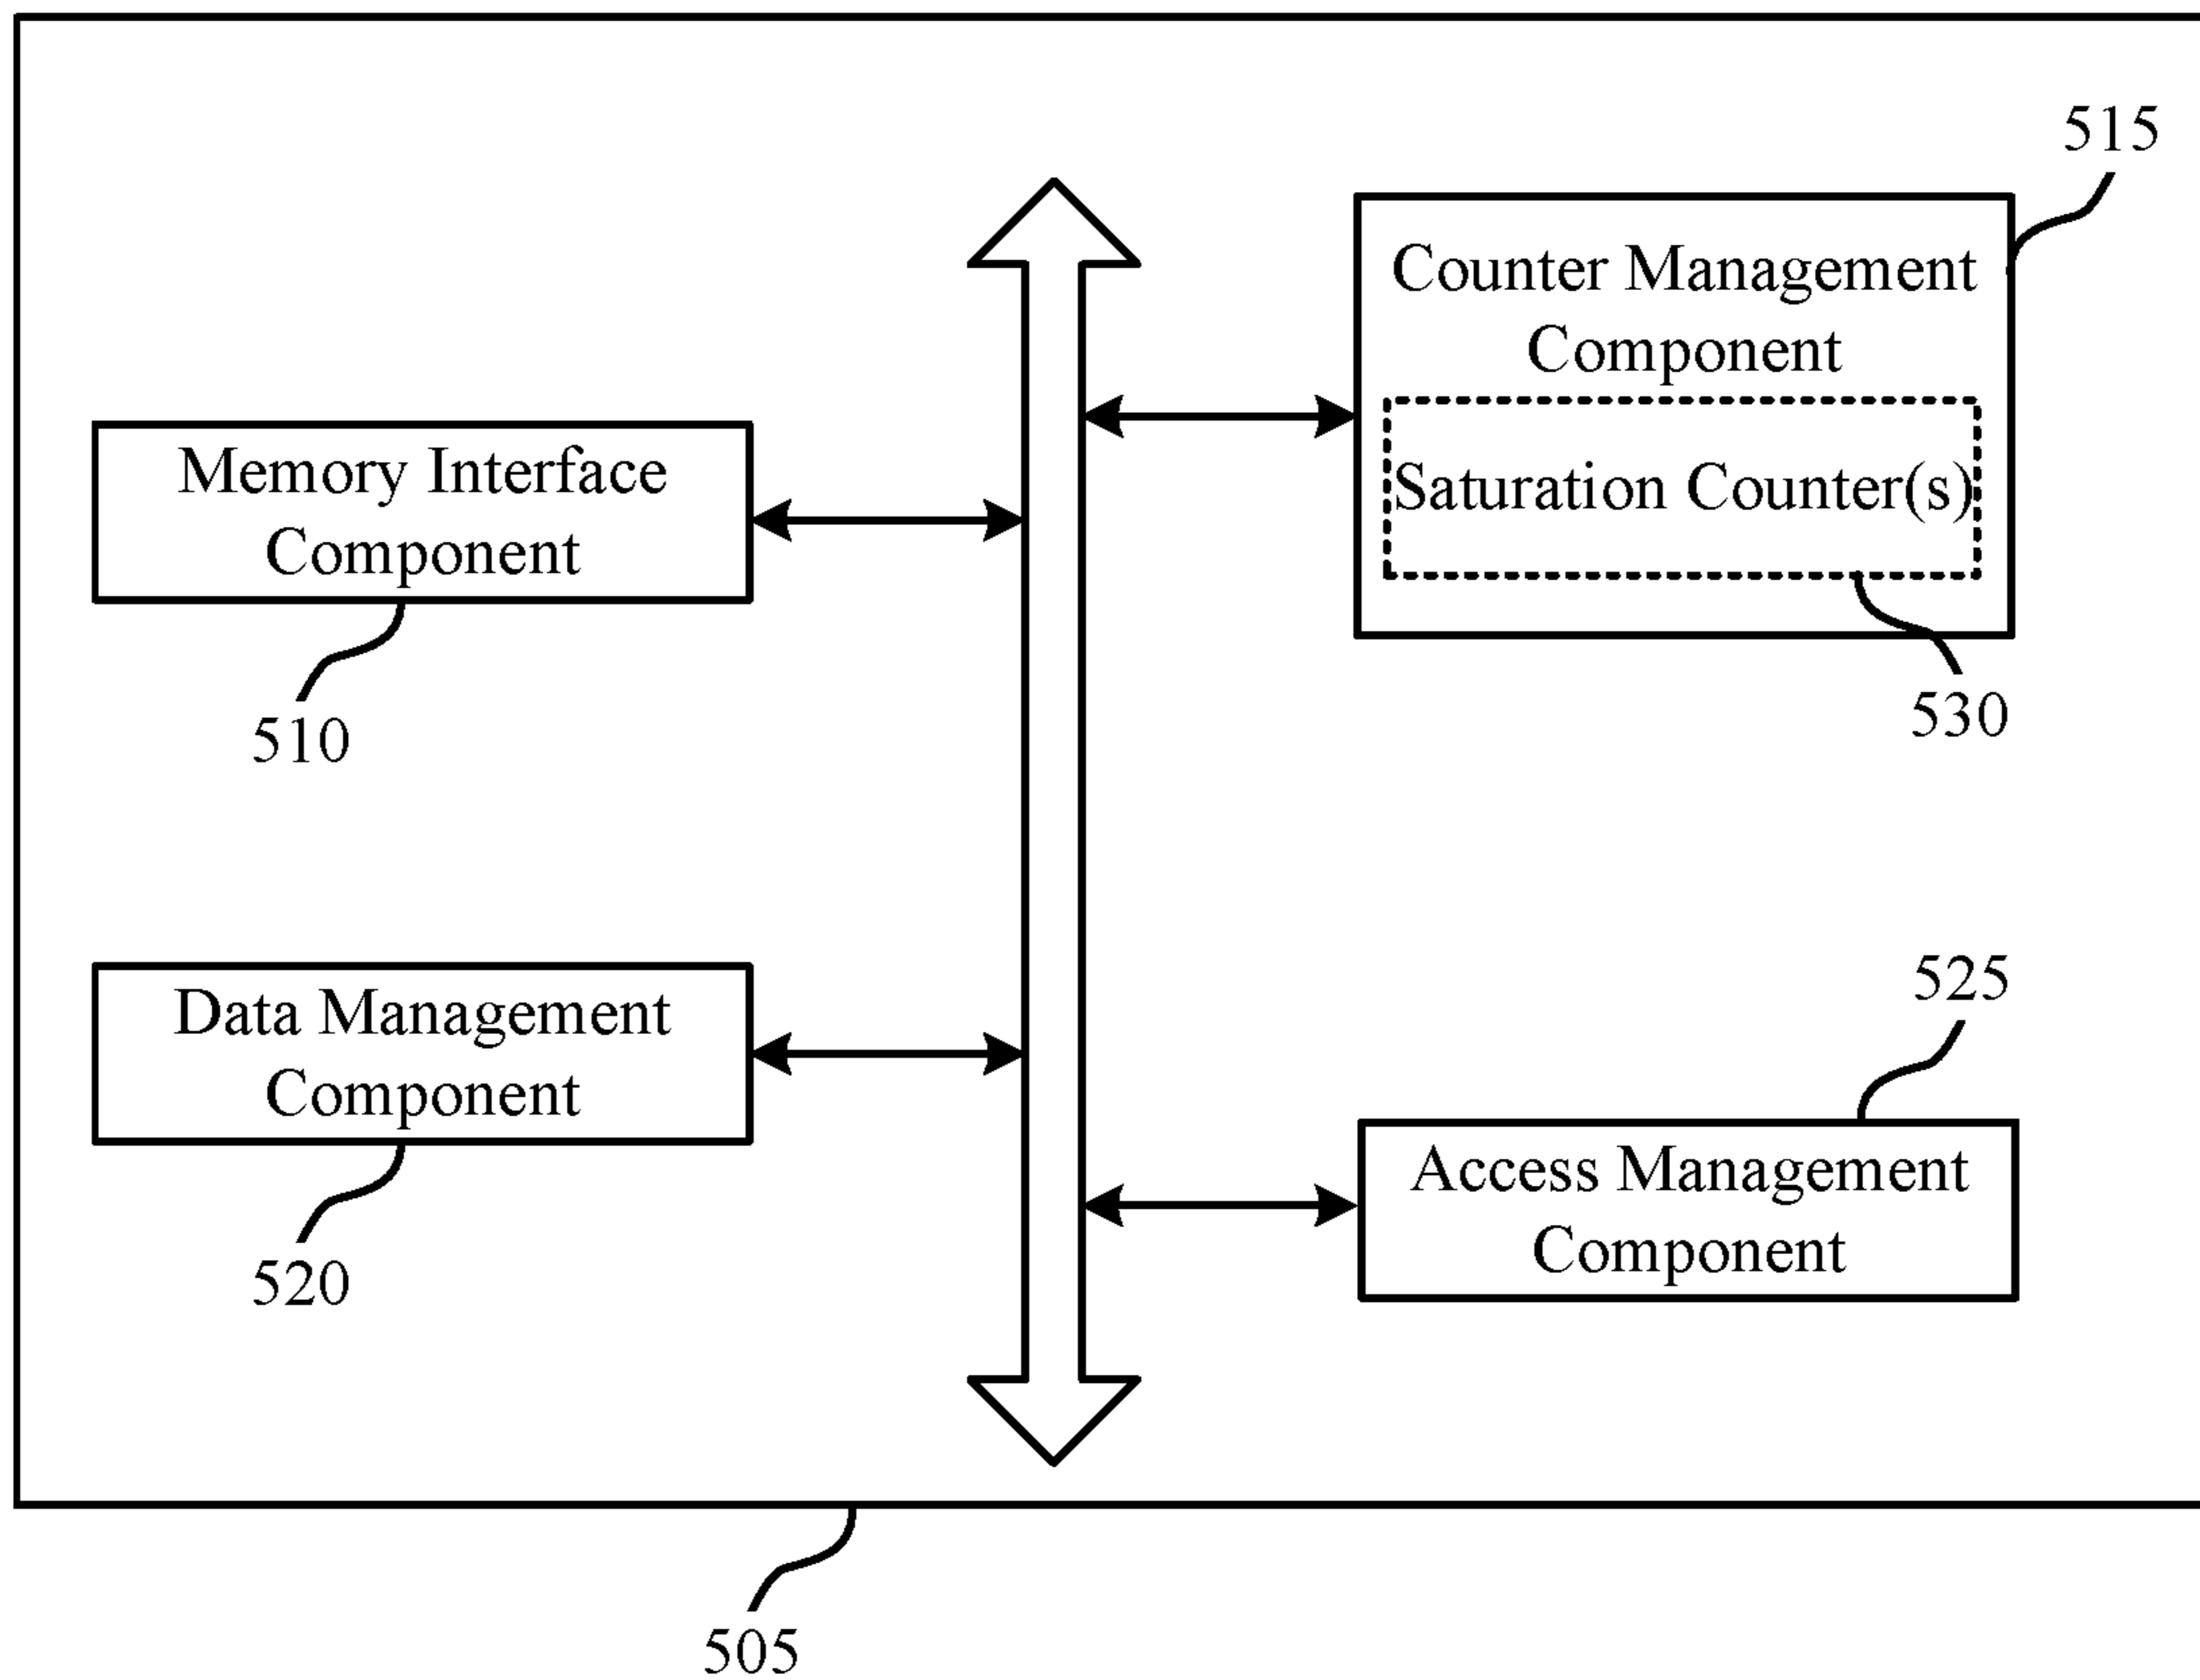 515
Counter Management
Component
Saturation Counter(s)
530
Memory Interface
Component
510
Data Management
Component
520
525
Access Management
Component
505